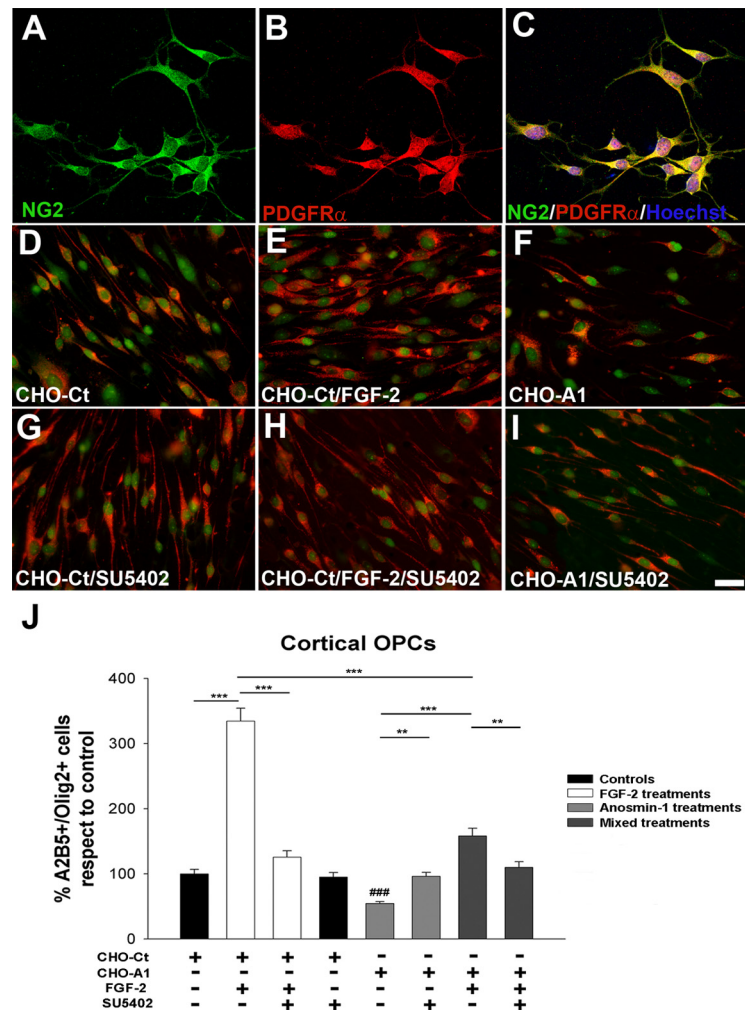 A
B
C
NG2
PDGFRα
NG2/PDGFRα/Hoechst
D
E
F
CHO-Ct
CHO-Ct/FGF-2
CHO-A1
G
H
I
CHO-Ct/SU5402
CHO-Ct/FGF-2/SU5402
CHO-A1/SU5402
J
Cortical OPCs
% A2B5+/Olig2+ cells
respect to control
400
300
200
100
0
***
***
***
***
**
**
###
Controls
FGF-2 treatments
Anosmin-1 treatments
Mixed treatments
CHO-Ct + + + + - - - -
CHO-A1 - - - - + + + +
FGF-2 - + + - - - + +
SU5402 - - + + - + - +